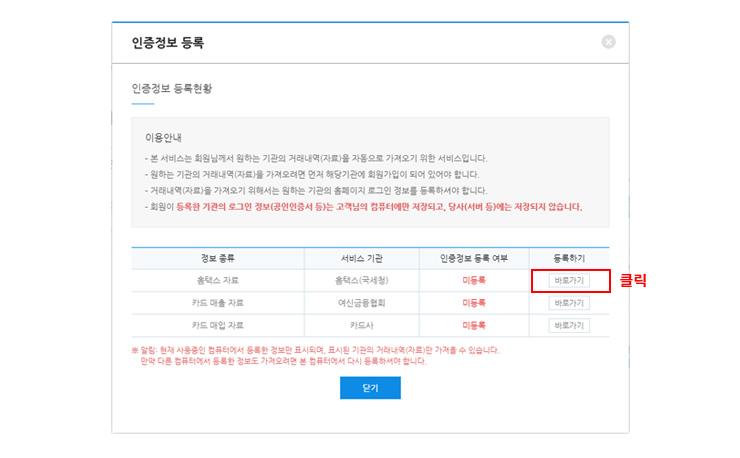 인증정보 등록
인증정보 등록현황
이용안내
- 본 서비스는 회원님께서 원하는 기관의 거래내역(자료)을 자동으로 가져오기 위한 서비스입니다.
- 원하는 기관의 거래내역(자료)을 가져오려면 먼저 해당기관에 회원가입이 되어 있어야 합니다.
- 거래내역(자료)을 가져오기 위해서는 원하는 기관의 홈페이지 로그인 정보를 등록하셔야 합니다.
- 회원이 등록한 기관의 로그인 정보(공인인증서 등)는 고객님의 컴퓨터에만 저장되고, 당사(서버 등)에는 저장되지 않습니다.
정보 종류 서비스 기관 인증정보 등록 여부 등록하기
홈택스 자료 홈택스(국세청) 미등록 바로가기 클릭
카드 매출 자료 여신금융협회 미등록 바로가기
카드 매입 자료 카드사 미등록 바로가기
※ 알림: 현재 사용중인 컴퓨터에서 등록한 정보만 표시되며, 표시된 기관의 거래내역(자료)만 가져올 수 있습니다.
만약 다른 컴퓨터에서 등록한 정보도 가져오려면 본 컴퓨터에서 다시 등록하셔야 합니다.
닫기